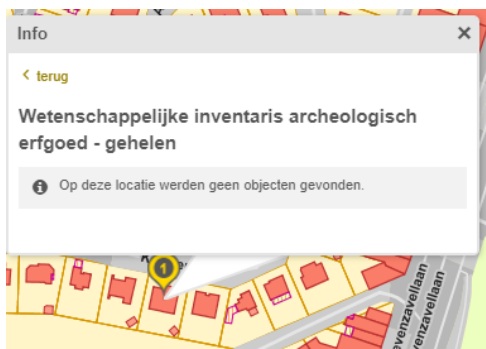 Info
terug
Wetenschappelijke inventaris archeologisch
erfgoed - gehelen
Op deze locatie werden geen objecten gevonden.
1